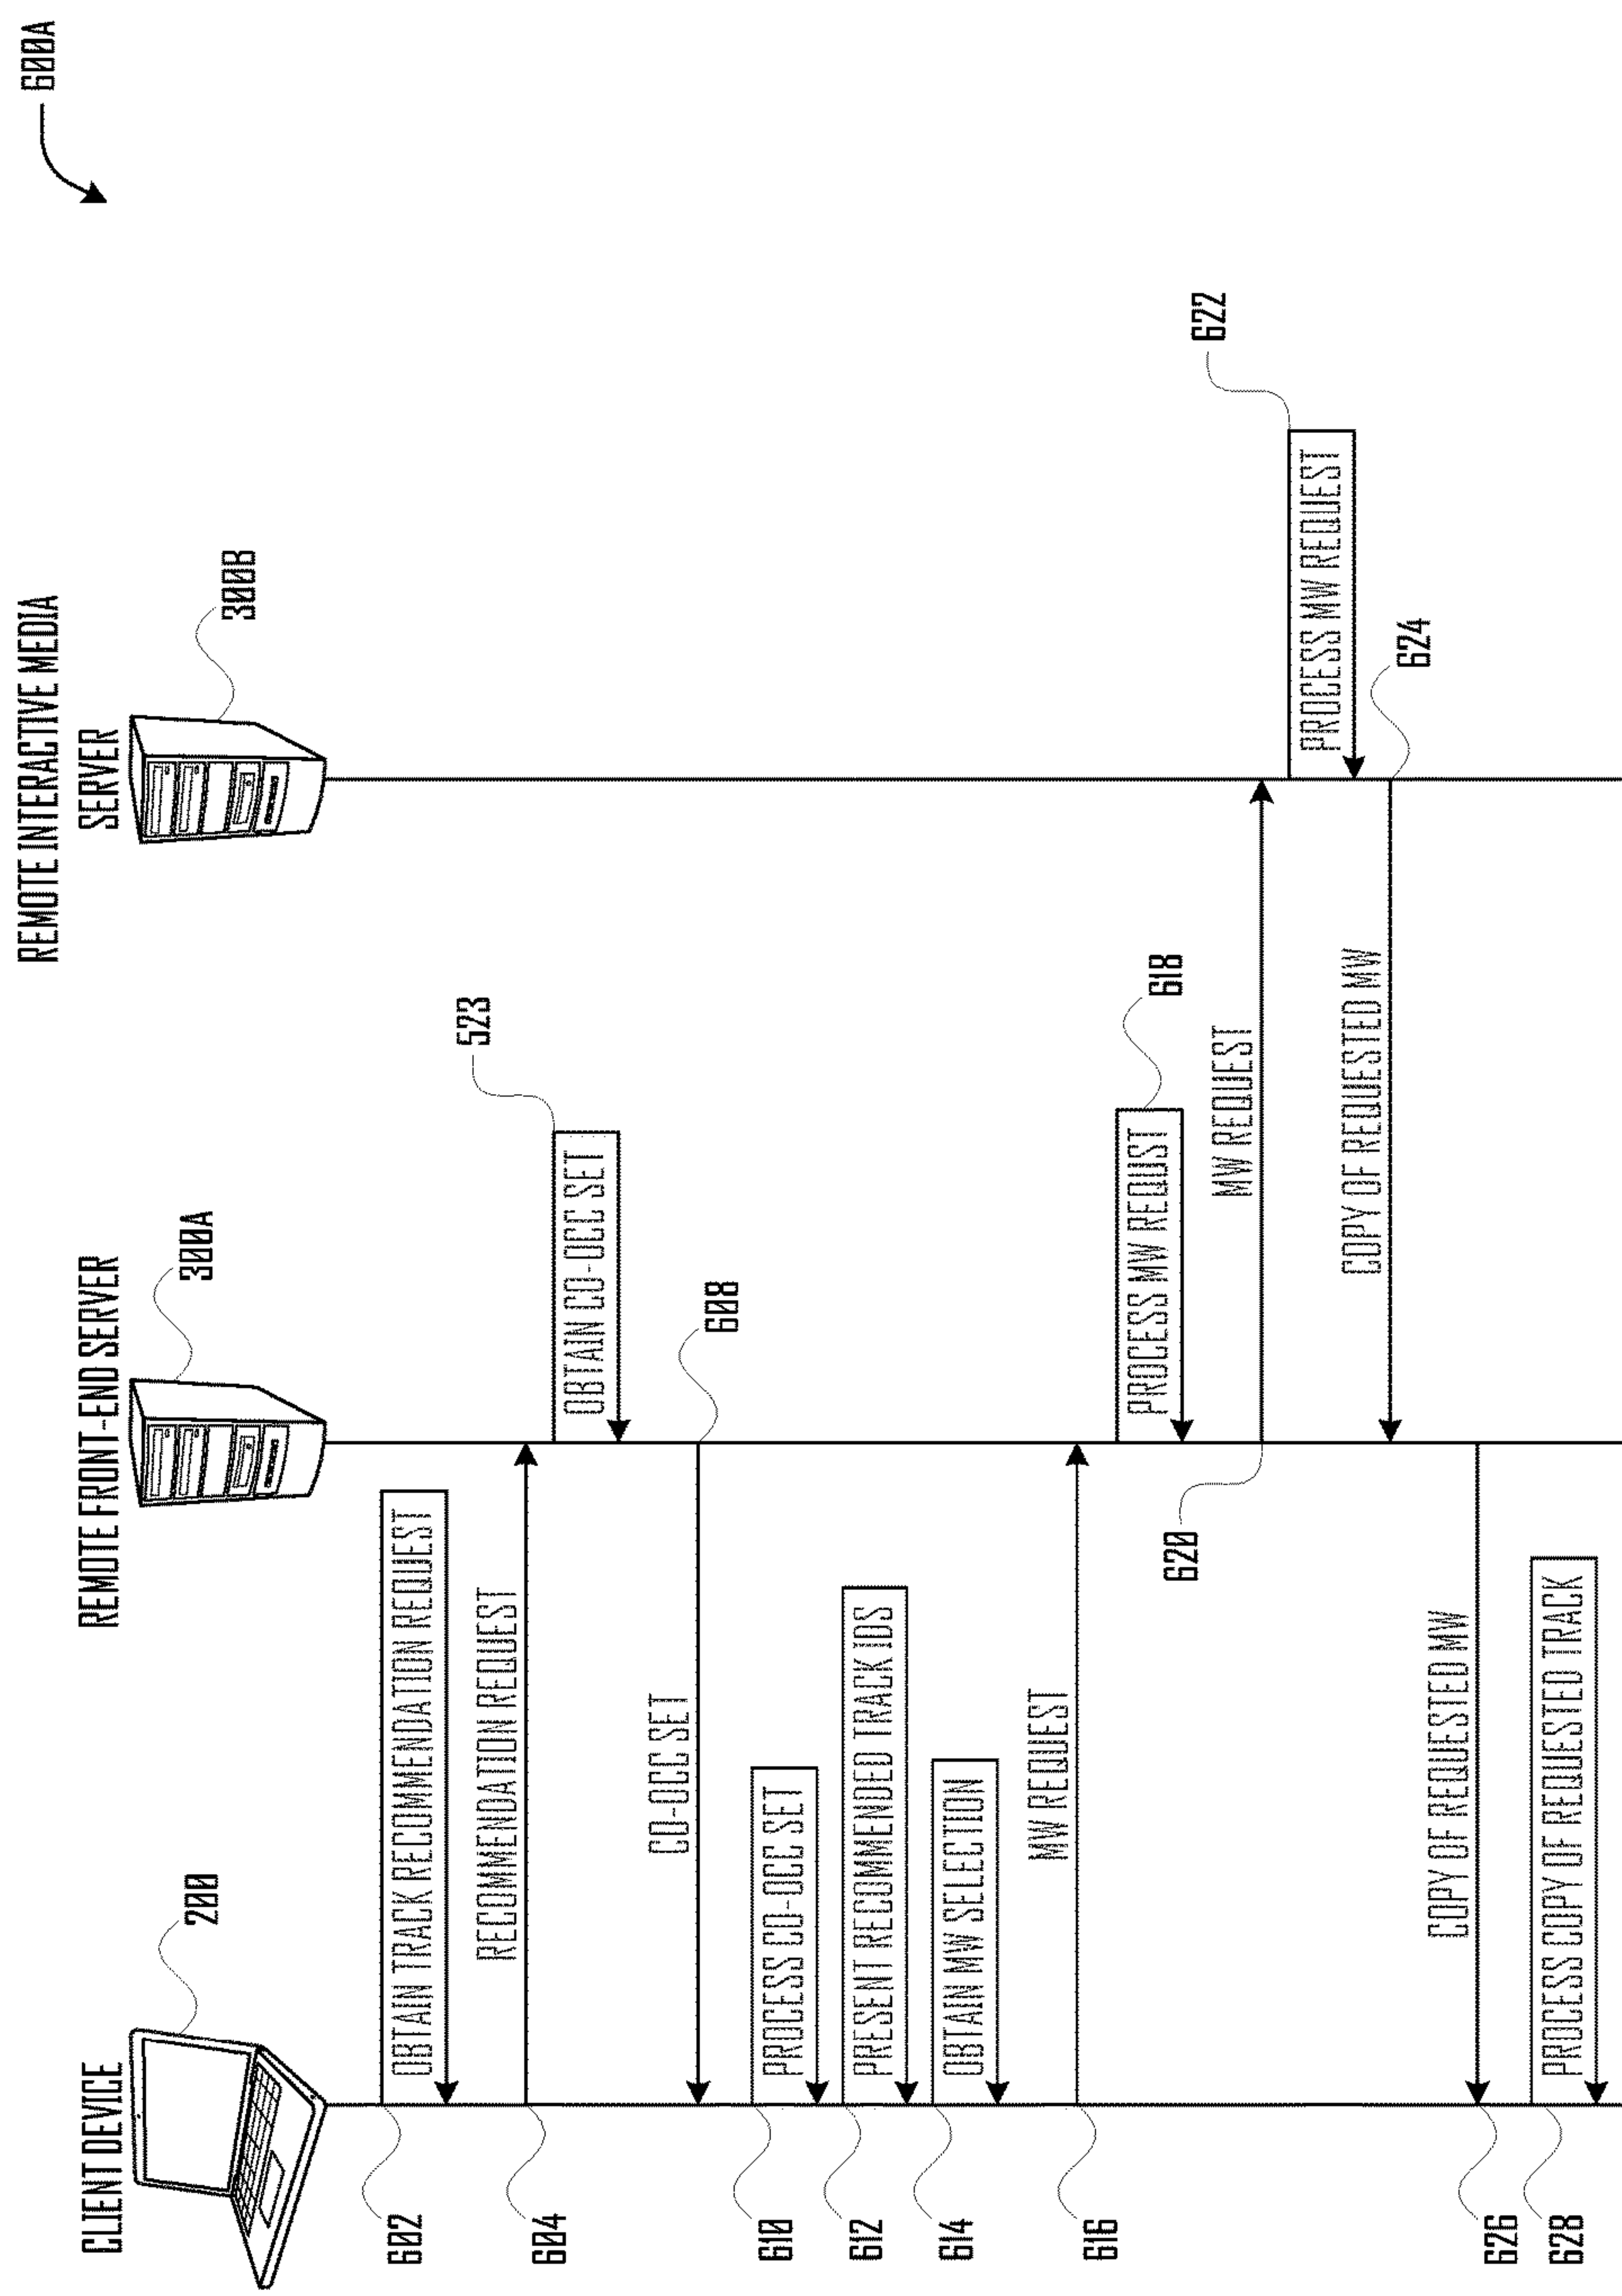 600A
CLIENT DEVICE
200
REMOTE FRONT-END SERVER
300A
REMOTE INTERACTIVE MEDIA
SERVER
300B
602
OBTAIN TRACK RECOMMENDATION REQUEST
604
RECOMMENDATION REQUEST
523
OBTAIN CO-OCC SET
608
CO-OCC SET
610
PROCESS CO-OCC SET
612
PRESENT RECOMMENDED TRACK IDS
614
OBTAIN MW SELECTION
616
MW REQUEST
618
PROCESS MW REQUST
620
MW REQUEST
622
PROCESS MW REQUEST
624
COPY OF REQUESTED MW
626
COPY OF REQUESTED MW
628
PROCESS COPY OF REQUESTED TRACK